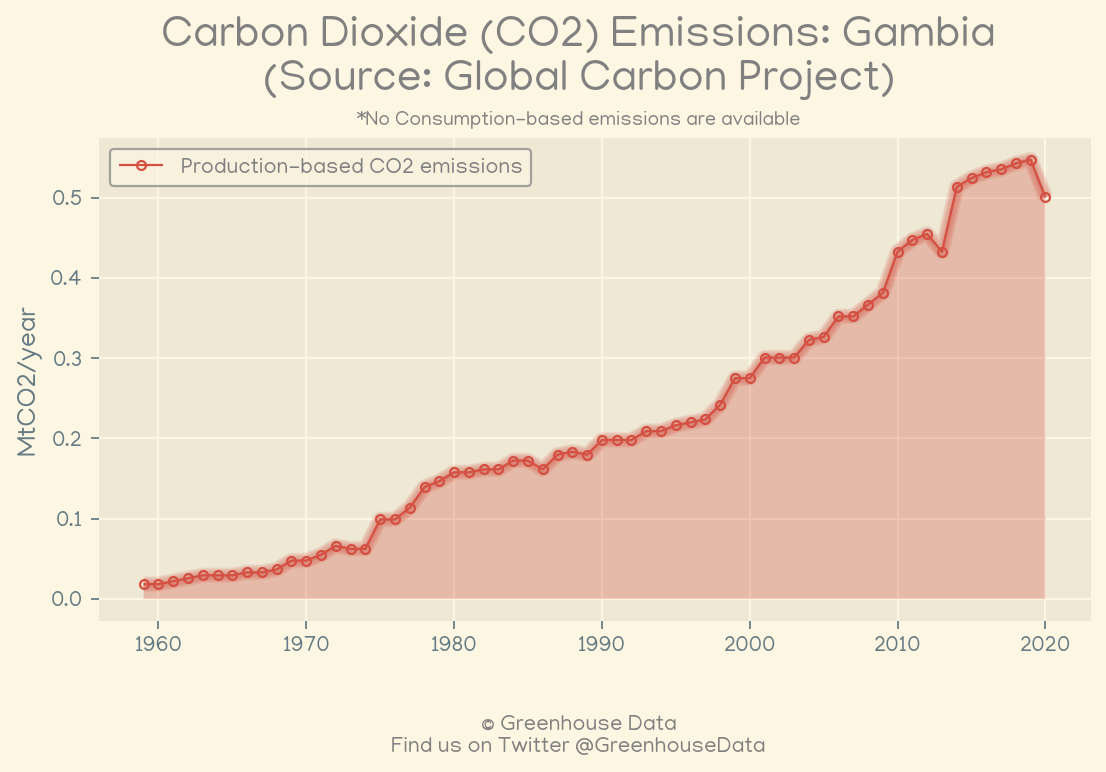 Carbon Dioxide (CO2) Emissions: Gambia
(Source: Global Carbon Project)
*No Consumption-based emissions are available
Production-based CO2 emissions
MtCO2/year
0.5
0.4
0.3
0.2
0.1
0.0
1960 1970 1980 1990 2000 2010 2020
© Greenhouse Data
Find us on Twitter @GreenhouseData